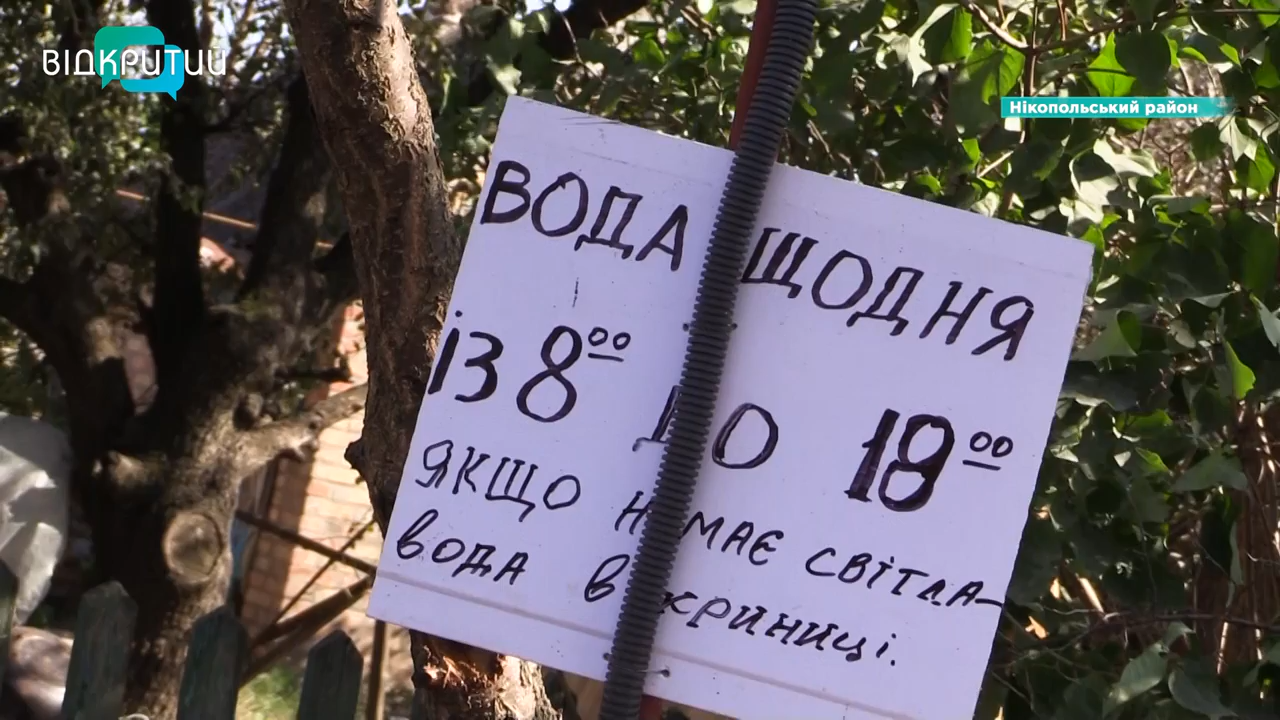 ВІДКРИТИЙ
Нікопольський район
ВОДА ЩОДНЯ
ІЗ 8⁰⁰ ДО 18⁰⁰
ЯКЩО НЕМАЄ СВІТЛА-
вода в криниці.